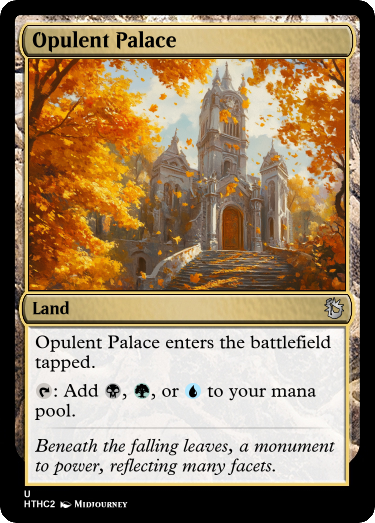 Opulent Palace
Land
Opulent Palace enters the battlefield
tapped.
: Add , , or to your mana
pool.
Beneath the falling leaves, a monument
to power, reflecting many facets.
U
HTHC2 Midjourney